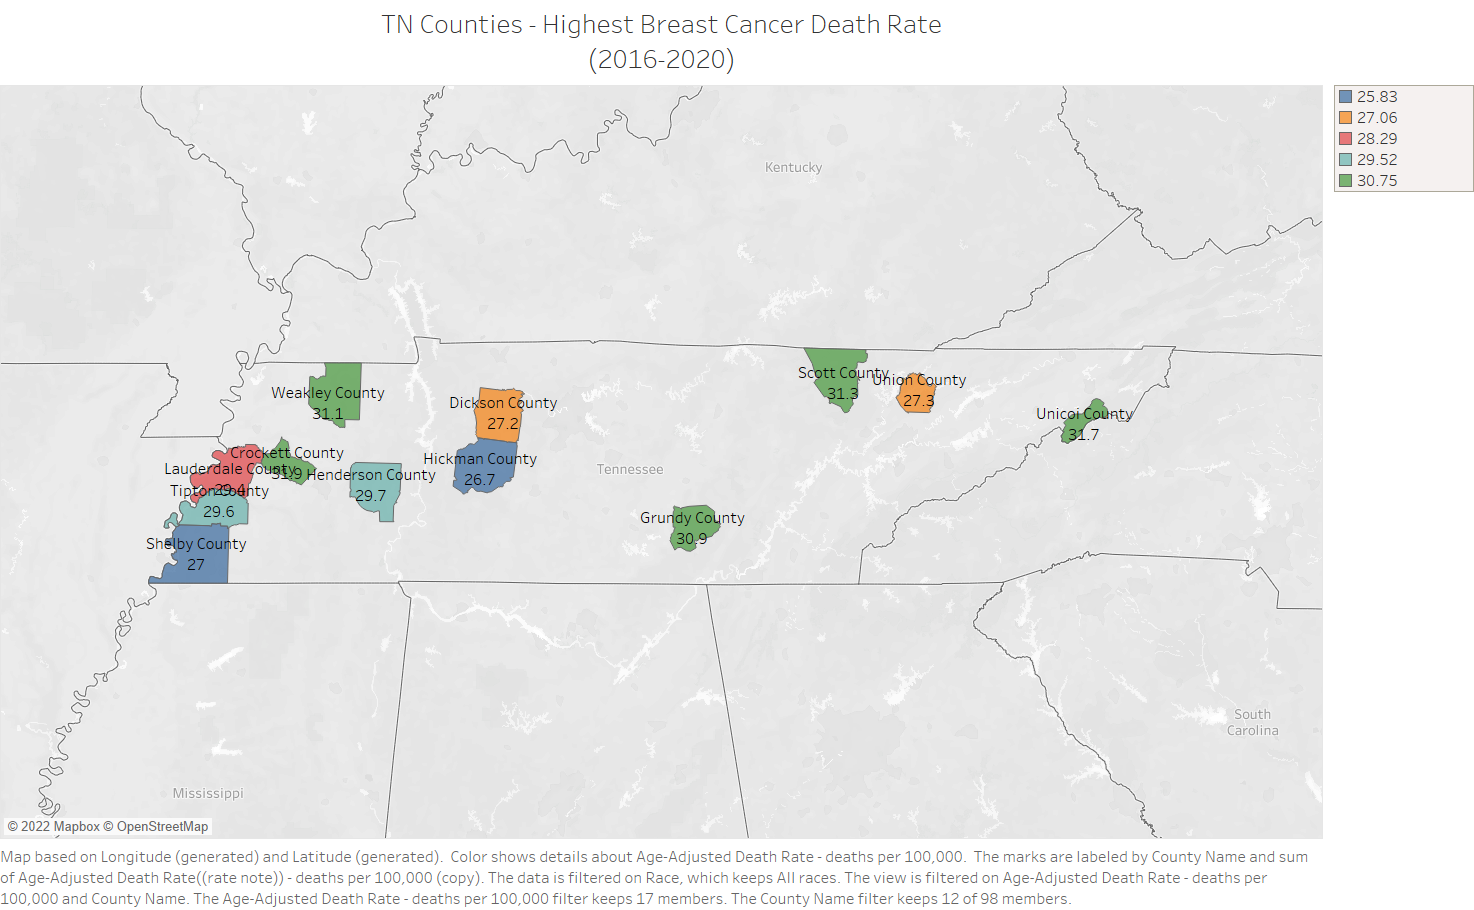 TN Counties - Highest Breast Cancer Death Rate
(2016-2020)
25.83
27.06
28.29
29.52
30.75
Kentucky
Scott County
31.3
Union County
27.3
Weakley County
31.1
Dickson County
27.2
Unicoi County
31.7
Crockett County
31.9
Lauderdale County
29.4
Henderson County
29.7
Hickman County
26.7
Tennessee
Tipton County
29.6
Grundy County
30.9
Shelby County
27
South
Carolina
Mississippi
© 2022 Mapbox © OpenStreetMap
Map based on Longitude (generated) and Latitude (generated).  Color shows details about Age-Adjusted Death Rate - deaths per 100,000.  The marks are labeled by County Name and sum
of Age-Adjusted Death Rate((rate note)) - deaths per 100,000 (copy). The data is filtered on Race, which keeps All races. The view is filtered on Age-Adjusted Death Rate - deaths per
100,000 and County Name. The Age-Adjusted Death Rate - deaths per 100,000 filter keeps 17 members. The County Name filter keeps 12 of 98 members.